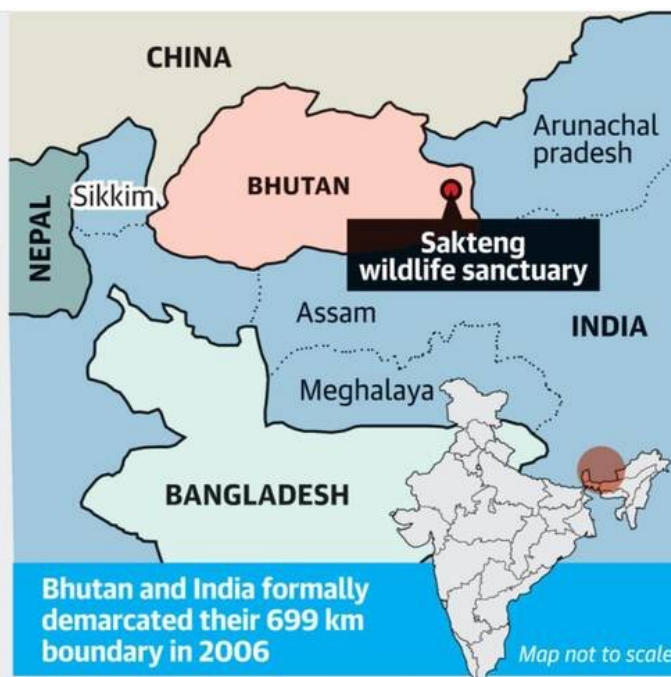 CHINA
Arunachal
pradesh
NEPAL
Sikkim
BHUTAN
Sakteng
wildlife sanctuary
Assam
INDIA
Meghalaya
BANGLADESH
Bhutan and India formally
demarcated their 699 km
boundary in 2006
Map not to scale